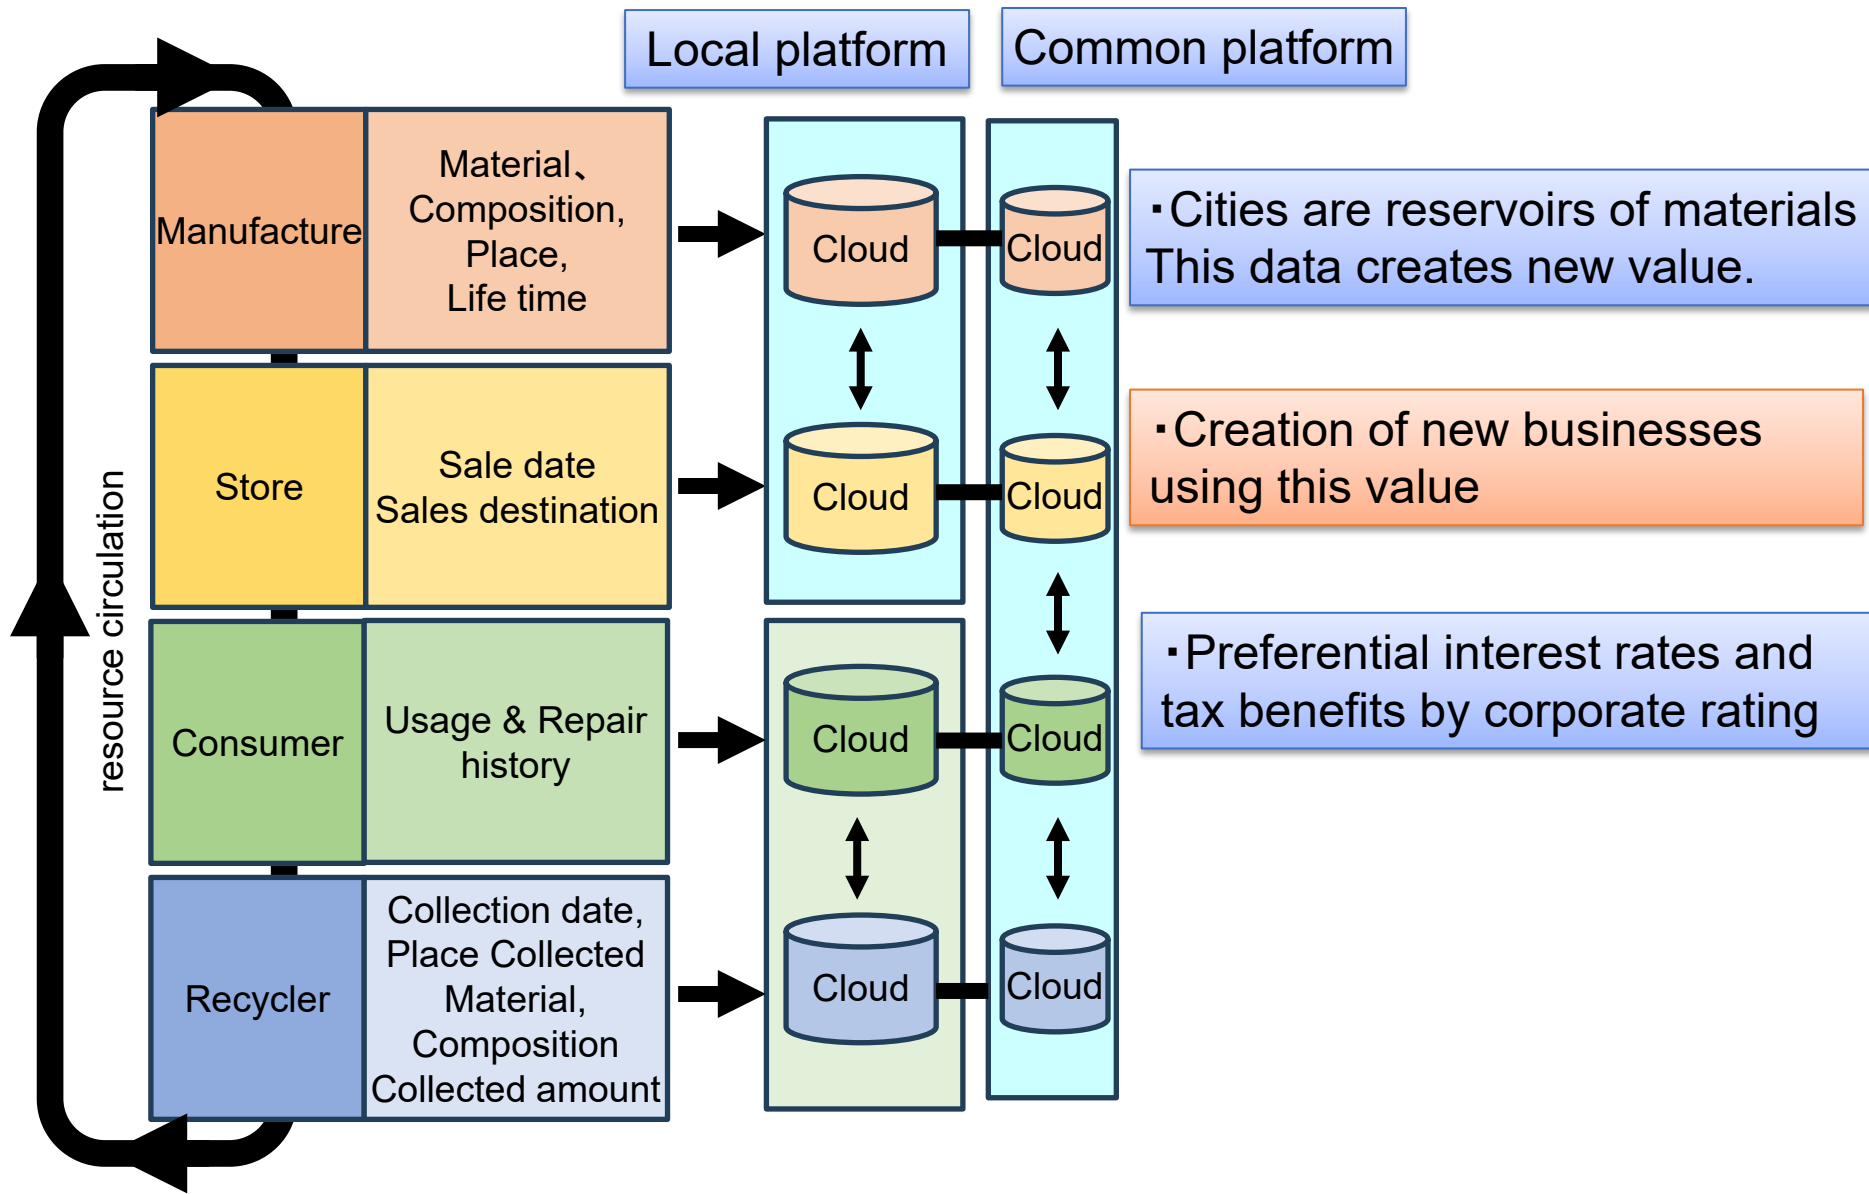 Local platform
Common platform
resource circulation
Manufacture
Material、
Composition,
Place,
Life time
Cloud
Cloud
・Cities are reservoirs of materials
This data creates new value.
Store
Sale date
Sales destination
Cloud
Cloud
・Creation of new businesses
using this value
Consumer
Usage & Repair
history
Cloud
Cloud
・Preferential interest rates and
tax benefits by corporate rating
Recycler
Collection date,
Place Collected
Material,
Composition
Collected amount
Cloud
Cloud